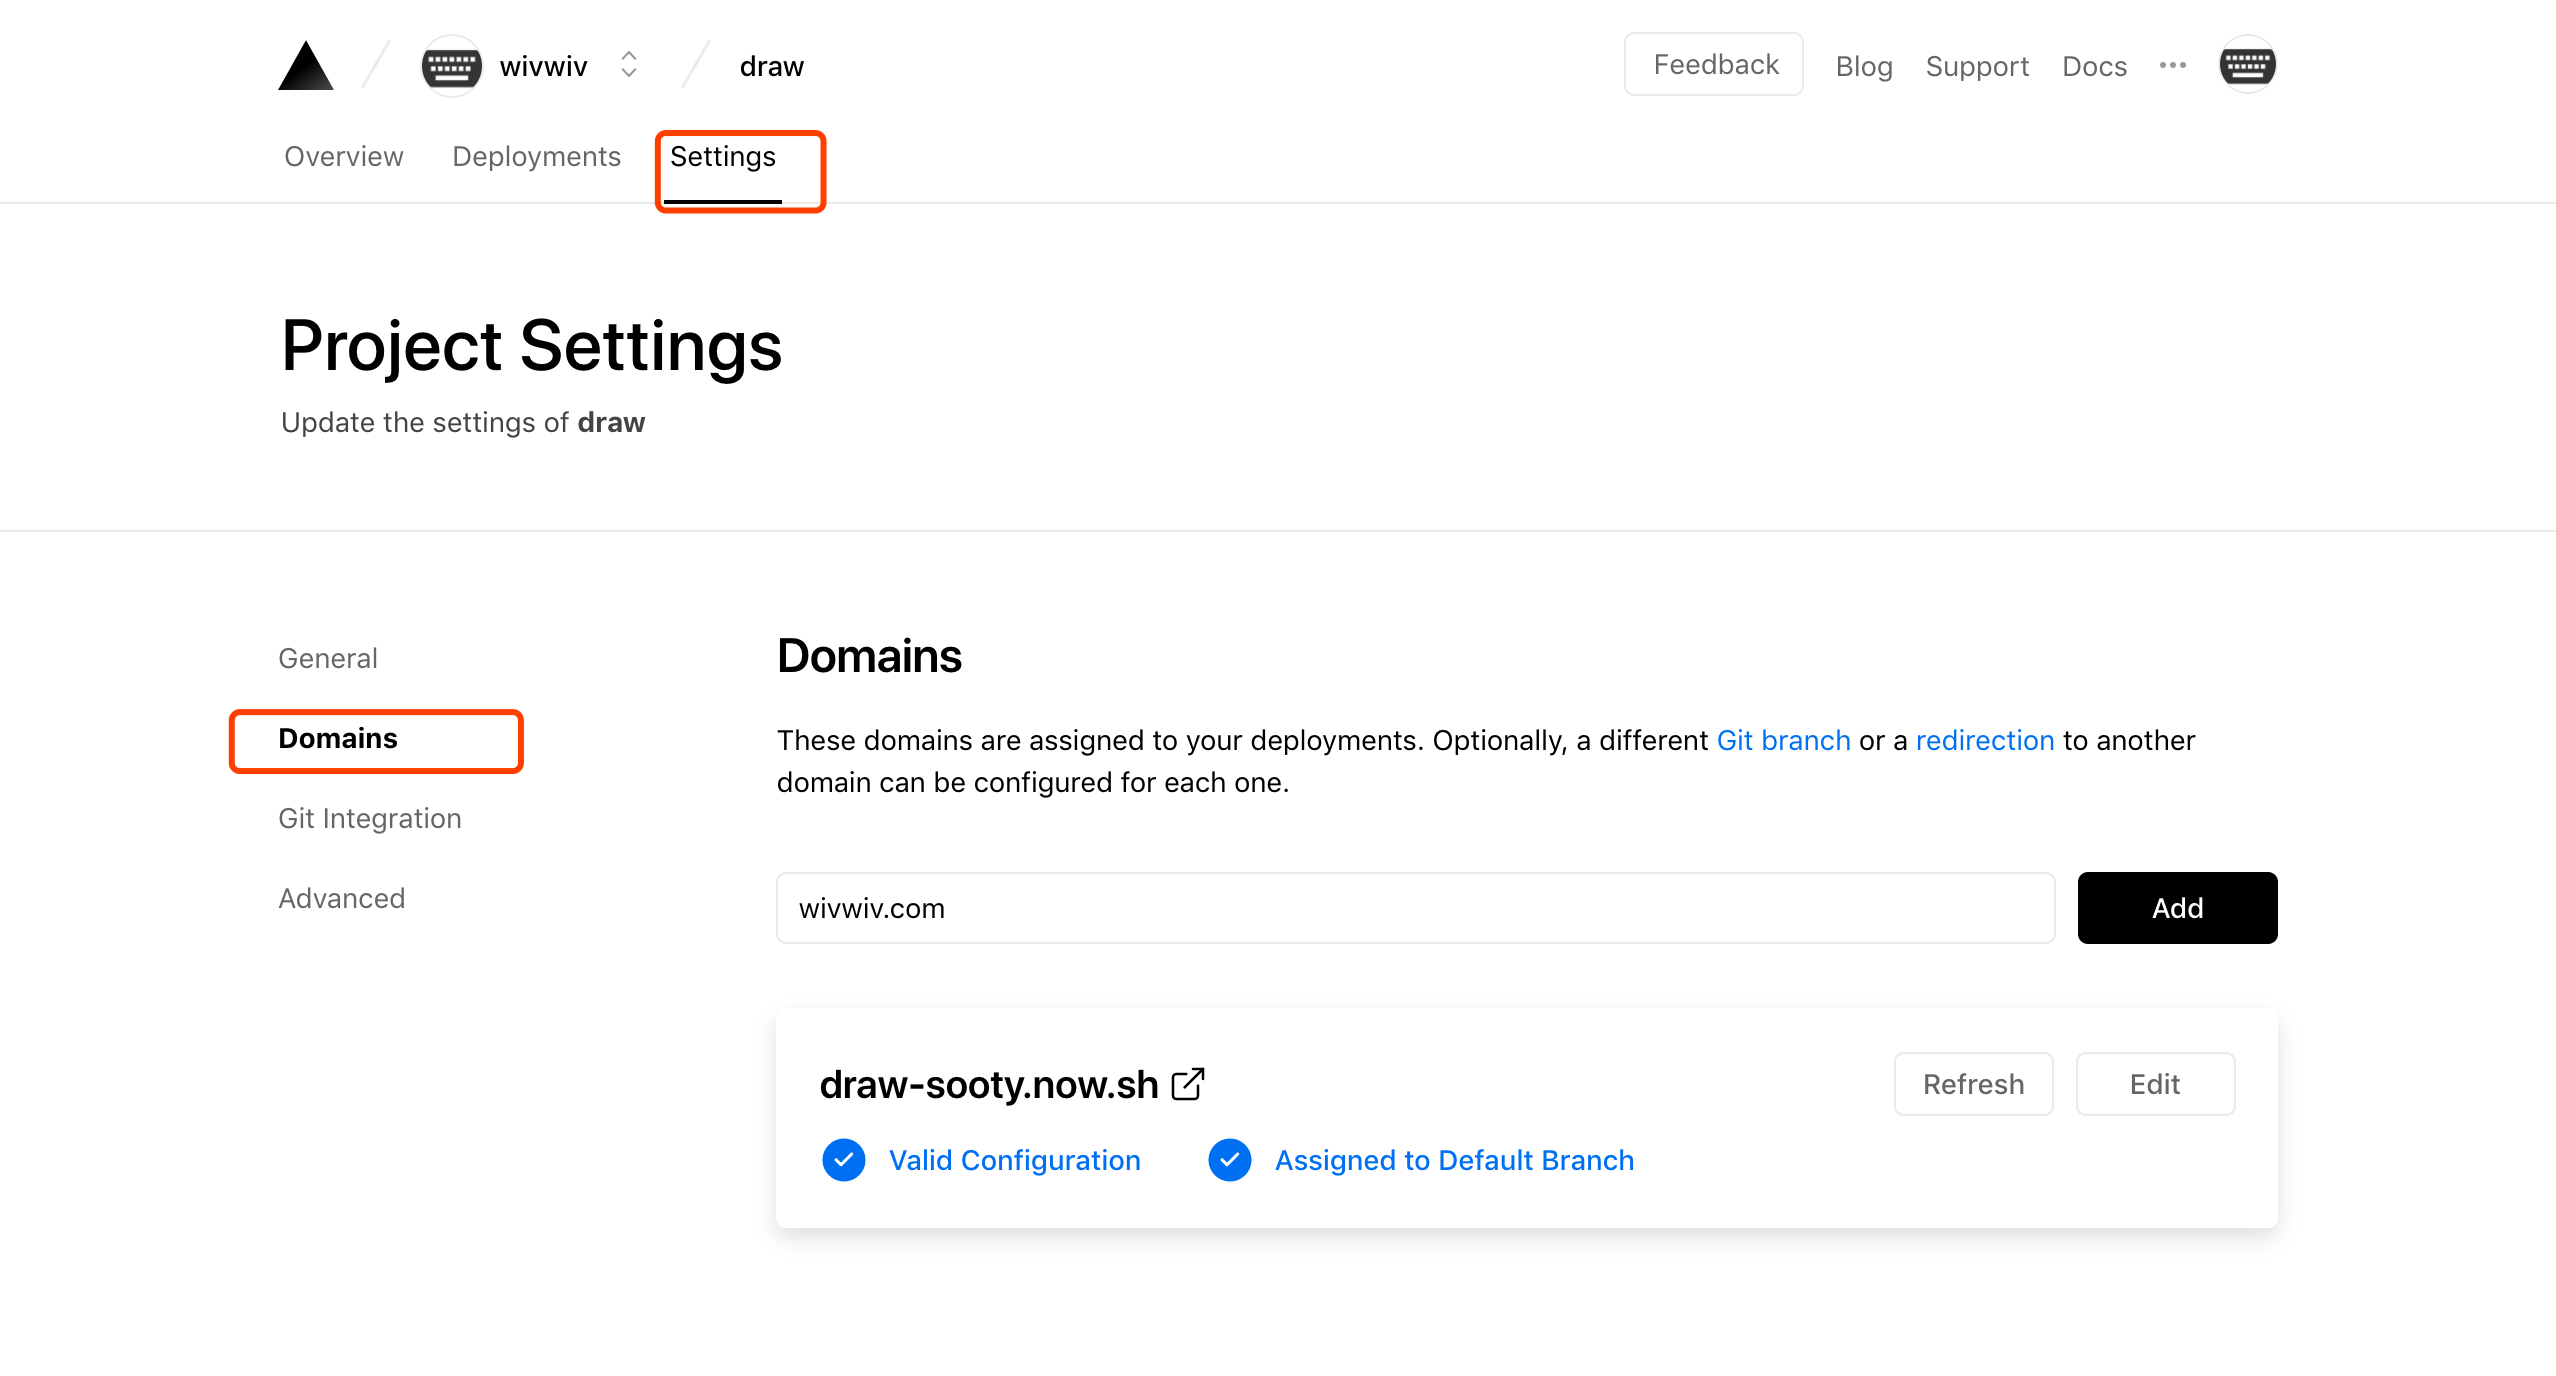 wivwiv
draw
Feedback
Blog
Support
Docs
Overview
Deployments
Settings
Project Settings
Update the settings of draw
General
Domains
Git Integration
Advanced
Domains
These domains are assigned to your deployments. Optionally, a different Git branch or a redirection to another
domain can be configured for each one.
wivwiv.com
Add
draw-sooty.now.sh
Refresh
Edit
Valid Configuration
Assigned to Default Branch